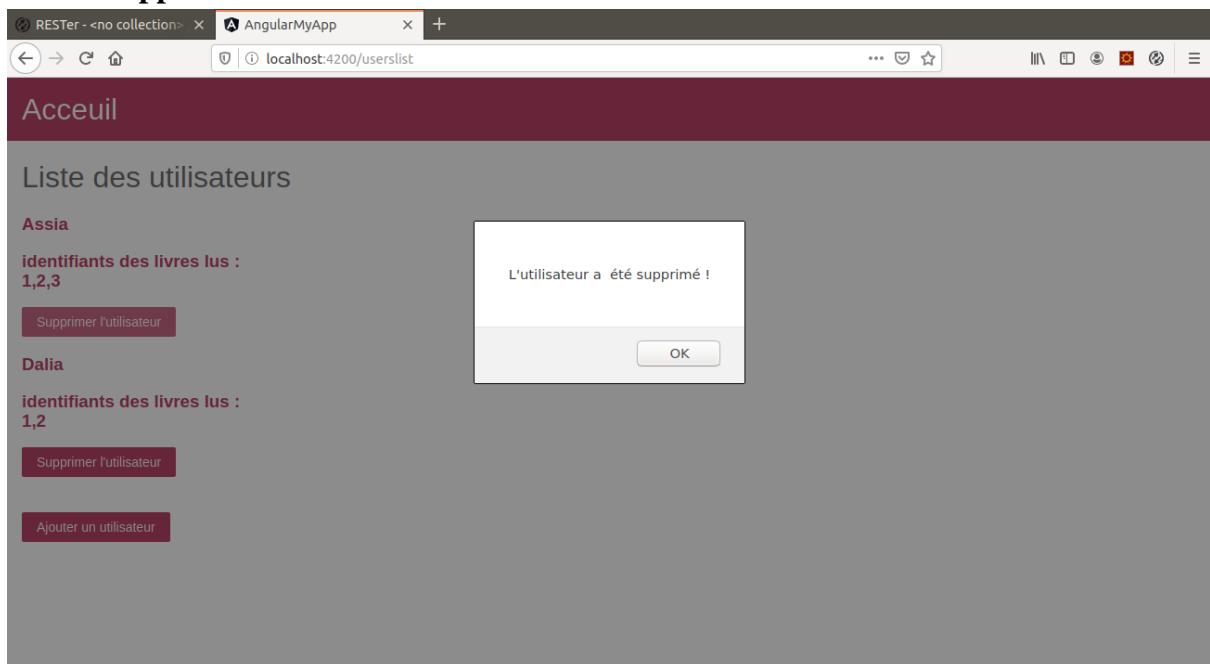 RESTer - <no collection>
AngularMyApp
localhost:4200/userslist
Acceuil
Liste des utilisateurs
Assia
identifiants des livres lus :
1,2,3
Supprimer l'utilisateur
Dalia
identifiants des livres lus :
1,2
Supprimer l'utilisateur
Ajouter un utilisateur
L'utilisateur a été supprimé !
OK